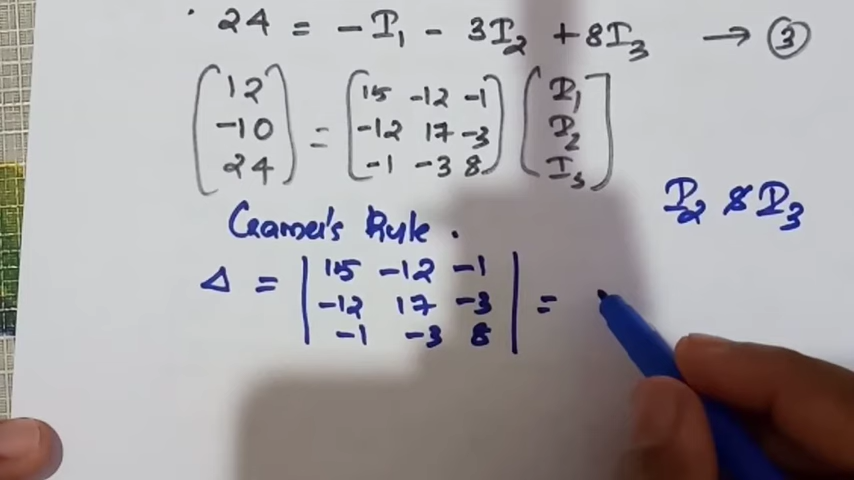 24 = -I₁ - 3I₂ + 8I₃ → ③
(12 -10 24) = (15 -12 -1 -12 17 -3 -1 -3 8) (I₁ I₂ I₃)
I₂ & I₃
Cramer's Rule.
Δ = | 15 -12 -1 -12 17 -3 -1 -3 8 | =